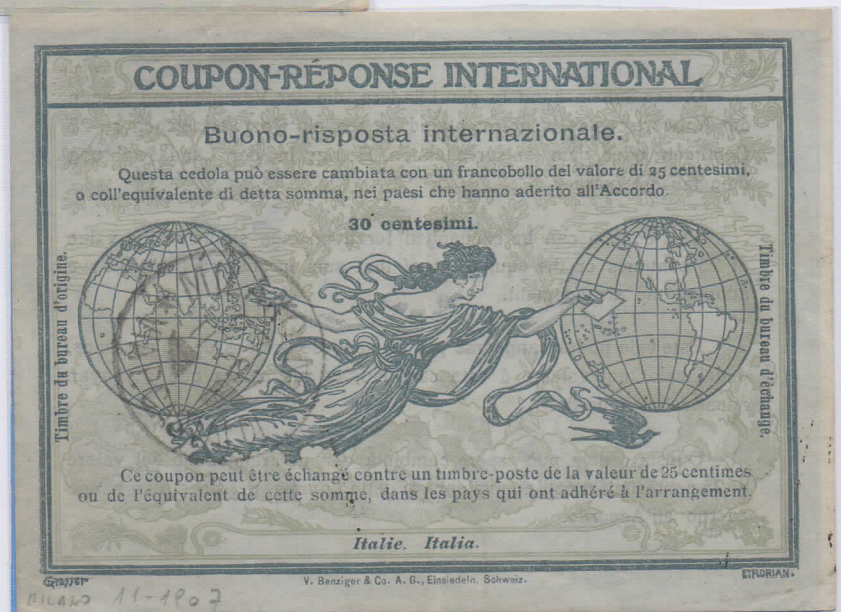 COUPON-RÉPONSE INTERNATIONAL
Buono-risposta internazionale.
Questa cedola può essere cambiata con un francobollo del valore di 25 centesimi,
o coll'equivalente di detta somma, nei paesi che hanno aderito all'Accordo.
30 centesimi.
Timbre du bureau d'origine.
Timbre du bureau d'échange.
Ce coupon peut être échangé contre un timbre-poste de la valeur de 25 centimes
ou de l'équivalent de cette somme, dans les pays qui ont adhéré à l'arrangement.
Italie. Italia.
Grasset
V. Benziger & Co. A. G., Einsiedeln, Schweiz.
E. FLORIAN.
MILANO 11-1907